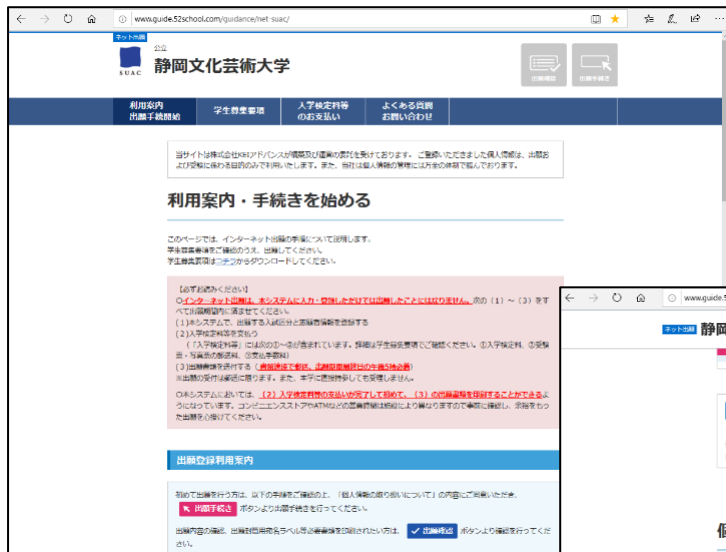 www.guide.52school.com/guidance/net-suac/
ネット出願
公立
SUAC 静岡文化芸術大学
出願確認
出願手続き
利用案内
出願手続開始
学生募集要項
入学検定料等
のお支払い
よくある質問
お問い合わせ
当サイトは株式会社KEIアドバンスが構築及び運営の委託を受けております。ご登録いただきました個人情報は、出願お
よび受験に係わる目的のみで利用いたします。また、当社は個人情報の管理には万全の体制で臨んでおります。
利用案内・手続きを始める
このページでは、インターネット出願の手順について説明します。
学生募集要項をご確認のうえ、出願してください。
学生募集要項はコチラからダウンロードしてください。
【必ずお読みください】
○インターネット出願は、本システムに入力・登録しただけでは出願したことにはなりません。次の（1）～（3）をす
べて出願期間内に済ませてください。
(1)本システムで、出願する入試区分と志願者情報を登録する
(2)入学検定料等を支払う
（「入学検定料等」には次の①～③が含まれています。詳細は学生募集要項でご確認ください。①入学検定料、②受験
票・写真票の郵送料、③支払手数料）
(3)出願書類を送付する（書留速達で郵送、出願期間最終日の午後5時必着）
※出願の受付は郵送に限ります。また、本学に直接持参しても受理しません。
○本システムにおいては、（2）入学検定料等の支払いが完了して初めて、（3）の出願書類を印刷することができるよ
うになっています。コンビニエンスストアやATMなどの営業時間は施設により異なりますので事前に確認し、余裕をもっ
た出願を心掛けてください。
出願登録利用案内
初めて出願を行う方は、以下の手順をご確認の上、「個人情報の取り扱いについて」の内容にご同意いただき、
出願手続き ボタンより出願手続きを行ってください。
出願内容の確認、出願封筒用宛名ラベル等必要書類を印刷されたい方は、 出願確認 ボタンより確認を行ってくだ
さい。
www.guide.5
ネット出願 静岡